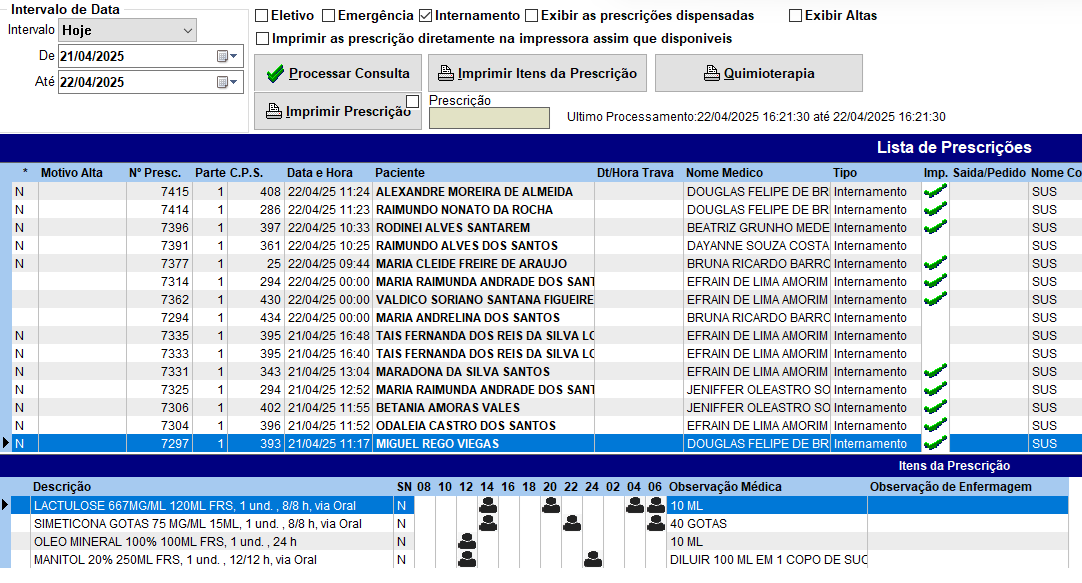 Intervalo de Data
Intervalo Hoje
De 21/04/2025
Até 22/04/2025
Eletivo Emergência Internamento Exibir as prescrições dispensadas Exibir Altas
Imprimir as prescrição diretamente na impressora assim que disponiveis
Processar Consulta Imprimir Itens da Prescrição Quimioterapia
Imprimir Prescrição Prescrição
Ultimo Processamento:22/04/2025 16:21:30 até 22/04/2025 16:21:30
Lista de Prescrições
* Motivo Alta Nº Presc. Parte C.P.S. Data e Hora Paciente Dt/Hora Trava Nome Medico Tipo Imp. Saida/Pedido Nome Co
N 7415 1 408 22/04/25 11:24 ALEXANDRE MOREIRA DE ALMEIDA DOUGLAS FELIPE DE BR Internamento SUS
N 7414 1 286 22/04/25 11:23 RAIMUNDO NONATO DA ROCHA DOUGLAS FELIPE DE BR Internamento SUS
N 7396 1 397 22/04/25 10:33 RODINEI ALVES SANTAREM BEATRIZ GRUNHO MEDE Internamento SUS
N 7391 1 361 22/04/25 10:25 RAIMUNDO ALVES DOS SANTOS DAYANNE SOUZA COSTA Internamento SUS
N 7377 1 25 22/04/25 09:44 MARIA CLEIDE FREIRE DE ARAUJO BRUNA RICARDO BARRO Internamento SUS
7314 1 294 22/04/25 00:00 MARIA RAIMUNDA ANDRADE DOS SANT EFRAIN DE LIMA AMORIM Internamento SUS
7362 1 430 22/04/25 00:00 VALDICO SORIANO SANTANA FIGUEIRE EFRAIN DE LIMA AMORIM Internamento SUS
7294 1 434 22/04/25 00:00 MARIA ANDRELINA DOS SANTOS BRUNA RICARDO BARRO Internamento SUS
N 7335 1 395 21/04/25 16:48 TAIS FERNANDA DOS REIS DA SILVA LO EFRAIN DE LIMA AMORIM Internamento SUS
N 7333 1 395 21/04/25 16:40 TAIS FERNANDA DOS REIS DA SILVA LO EFRAIN DE LIMA AMORIM Internamento SUS
N 7331 1 343 21/04/25 13:04 MARADONA DA SILVA SANTOS EFRAIN DE LIMA AMORIM Internamento SUS
N 7325 1 294 21/04/25 12:52 MARIA RAIMUNDA ANDRADE DOS SANT JENIFFER OLEASTRO SO Internamento SUS
N 7306 1 402 21/04/25 11:55 BETANIA AMORAS VALES JENIFFER OLEASTRO SO Internamento SUS
N 7304 1 396 21/04/25 11:52 ODALEIA CASTRO DOS SANTOS EFRAIN DE LIMA AMORIM Internamento SUS
N 7297 1 393 21/04/25 11:17 MIGUEL REGO VIEGAS DOUGLAS FELIPE DE BR Internamento SUS
Itens da Prescrição
Descrição SN 08 10 12 14 16 18 20 22 24 02 04 06 Observação Médica Observação de Enfermagem
LACTULOSE 667MG/ML 120ML FRS, 1 und. , 8/8 h, via Oral N 10 ML
SIMETICONA GOTAS 75 MG/ML 15ML, 1 und. , 8/8 h, via Oral N 40 GOTAS
OLEO MINERAL 100% 100ML FRS, 1 und. , 24 h N 10 ML
MANITOL 20% 250ML FRS, 1 und. , 12/12 h, via Oral N DILUIR 100 ML EM 1 COPO DE SUC